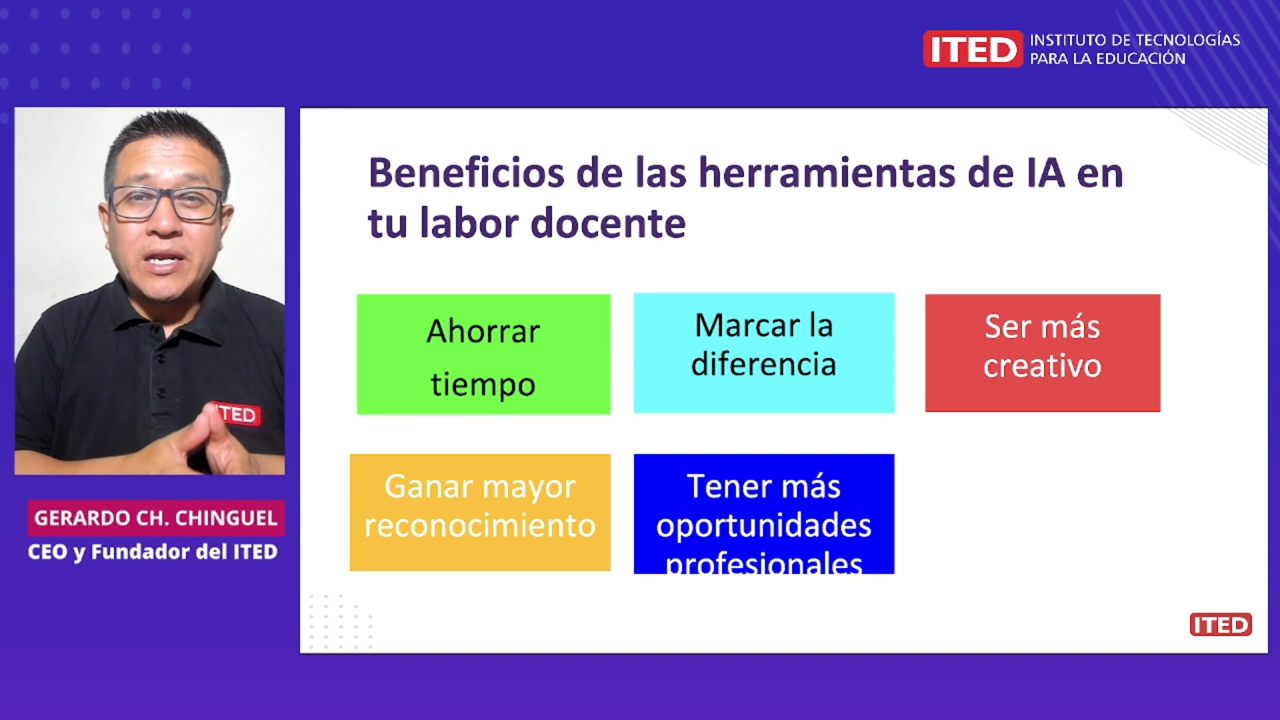 ITED
INSTITUTO DE TECNOLOGÍAS
PARA LA EDUCACIÓN
Beneficios de las herramientas de IA en
tu labor docente
Ahorrar
tiempo
Marcar la
diferencia
Ser más
creativo
Ganar mayor
reconocimiento
Tener más
oportunidades
profesionales
ITED
GERARDO CH. CHINGUEL
CEO y Fundador del ITED
ITED